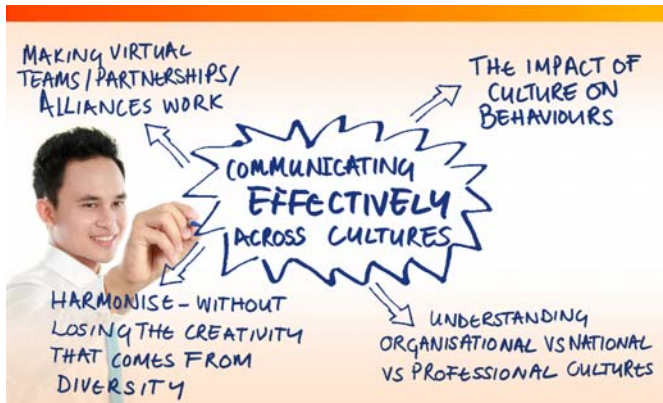 MAKING VIRTUAL
TEAMS/PARTNERSHIPS/
ALLIANCES WORK
THE IMPACT OF
CULTURE ON
BEHAVIOURS
COMMUNICATING
EFFECTIVELY
ACROSS CULTURES
HARMONISE – WITHOUT
LOSING THE CREATIVITY
THAT COMES FROM
DIVERSITY
UNDERSTANDING
ORGANISATIONAL VS NATIONAL
VS PROFESSIONAL CULTURES